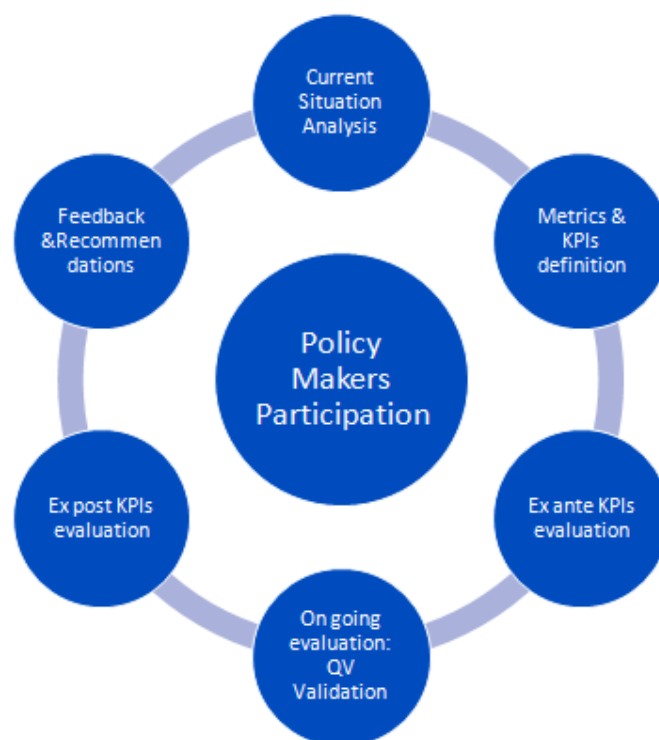 Current
Situation
Analysis
Metrics &
KPIs
definition
Ex ante KPIs
evaluation
On going
evaluation:
QV
Validation
Ex post KPIs
evaluation
Feedback
&Recommen
dations
Policy
Makers
Participation